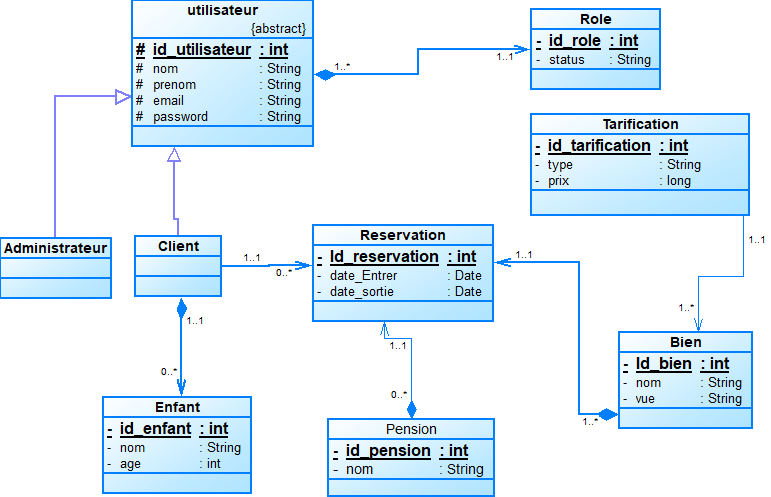 utilisateur
{abstract}
# id_utilisateur : int
# nom : String
# prenom : String
# email : String
# password : String
1..*
1..1
Role
- id_role : int
- status : String
Tarification
- id_tarification : int
- type : String
- prix : long
1..1
1..*
Administrateur
Client
1..1
0..*
Reservation
- Id_reservation : int
- date_Entrer : Date
- date_sortie : Date
1..1
1..*
Bien
- Id_bien : int
- nom : String
- vue : String
1..1
0..*
Enfant
- id_enfant : int
- nom : String
- age : int
1..1
0..*
Pension
- id_pension : int
- nom : String